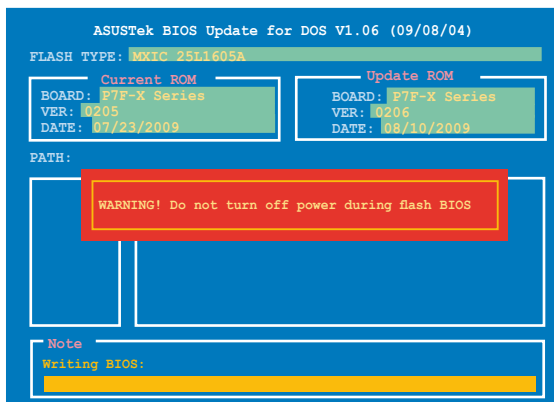 ASUSTek BIOS Update for DOS V1.06 (09/08/04)
FLASH TYPE: MXIC 25L1605A
Current ROM
BOARD: P7F-X Series
VER: 0205
DATE: 07/23/2009
Update ROM
BOARD: P7F-X Series
VER: 0206
DATE: 08/10/2009
PATH:
WARNING! Do not turn off power during flash BIOS
Note
Writing BIOS: